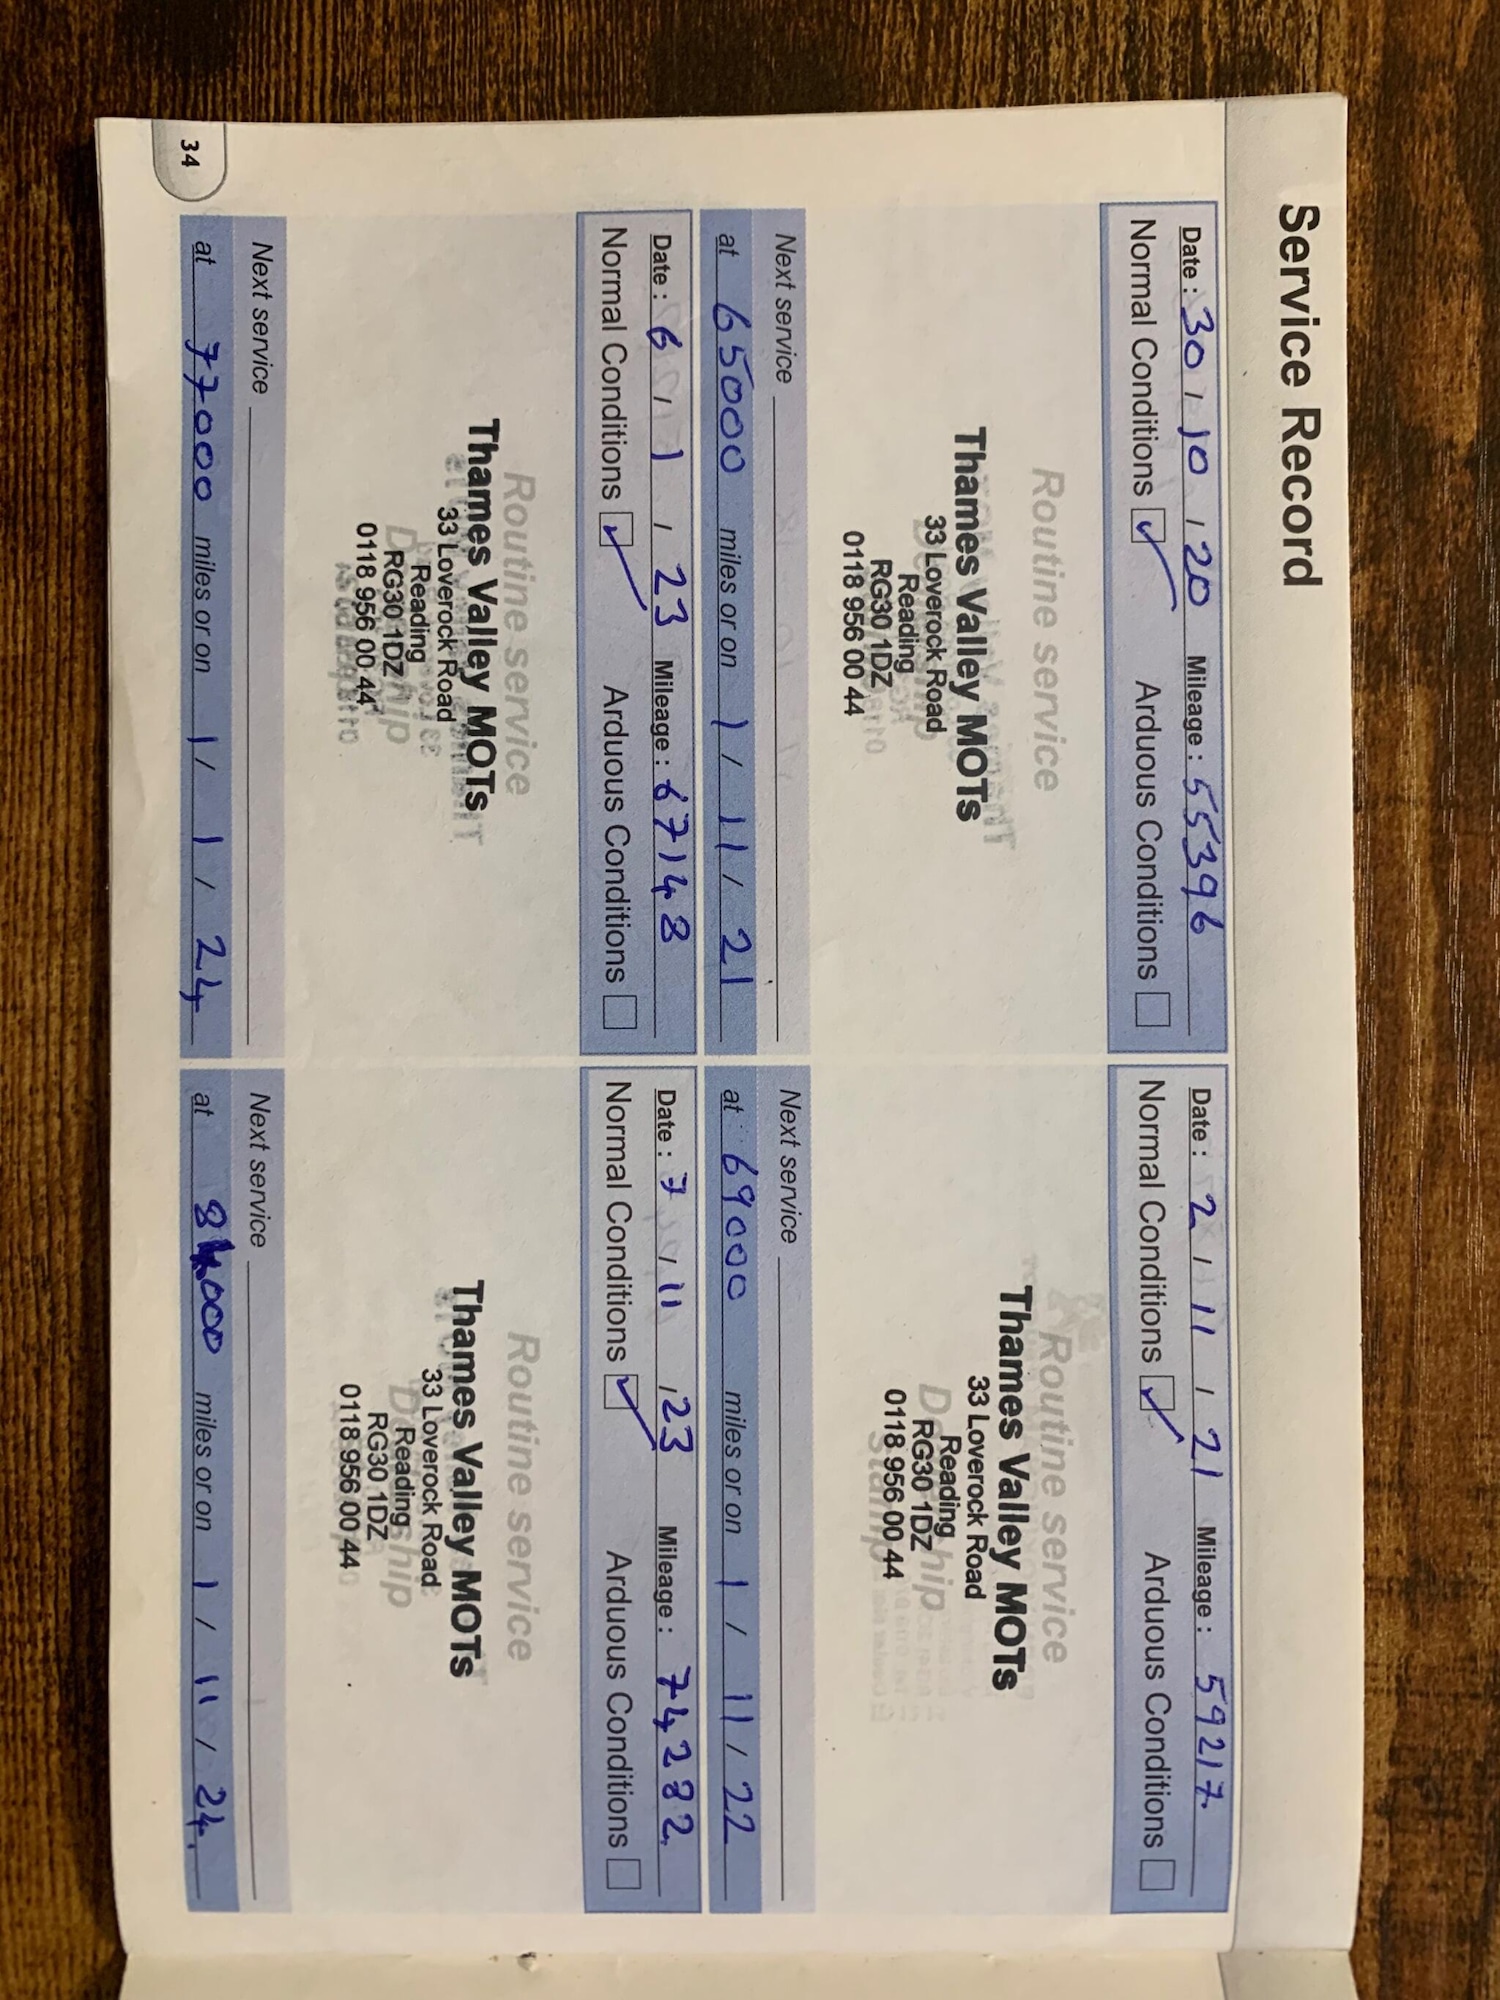 Service Record
Date : 30 / 10 / 20 Mileage : 55396
Normal Conditions ✓ Arduous Conditions
Routine service
Thames Valley MOTs
33 Loverock Road
Reading
RG30 1DZ
0118 956 00 44
Next service
at 65000 miles or on 1 / 11 / 21
Date : 2 / 11 / 21 Mileage : 59217
Normal Conditions ✓ Arduous Conditions
Routine service
Thames Valley MOTs
33 Loverock Road
Reading
RG30 1DZ
0118 956 00 44
Next service
at 69000 miles or on 1 / 11 / 22
Date : 6 / 1 / 23 Mileage : 67148
Normal Conditions ✓ Arduous Conditions
Routine service
Thames Valley MOTs
33 Loverock Road
Reading
RG30 1DZ
0118 956 00 44
Next service
at 77000 miles or on 1 / 1 / 24
Date : 7 / 11 / 23 Mileage : 74282
Normal Conditions ✓ Arduous Conditions
Routine service
Thames Valley MOTs
33 Loverock Road
Reading
RG30 1DZ
0118 956 00 44
Next service
at 84000 miles or on 1 / 11 / 24.
34